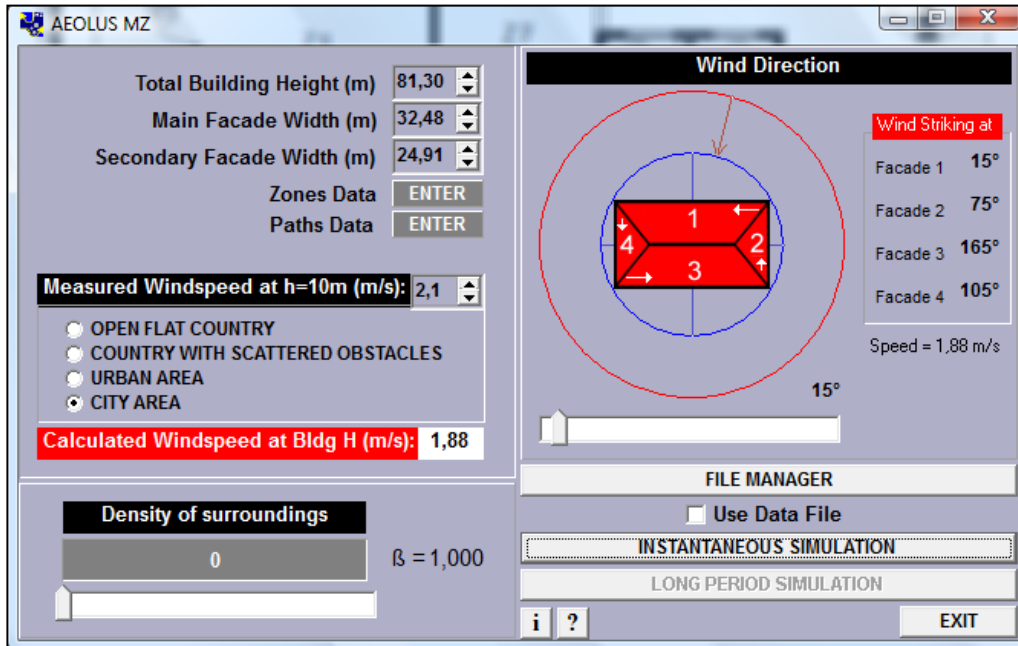 AEOLUS MZ
Total Building Height (m) 81,30
Main Facade Width (m) 32,48
Secondary Facade Width (m) 24,91
Zones Data ENTER
Paths Data ENTER
Measured Windspeed at h=10m (m/s): 2,1
OPEN FLAT COUNTRY
COUNTRY WITH SCATTERED OBSTACLES
URBAN AREA
CITY AREA
Calculated Windspeed at Bldg H (m/s): 1,88
Density of surroundings
0
ß = 1,000
Wind Direction
1
4 2
3
15°
Wind Striking at
Facade 1 15°
Facade 2 75°
Facade 3 165°
Facade 4 105°
Speed = 1,88 m/s
FILE MANAGER
Use Data File
INSTANTANEOUS SIMULATION
LONG PERIOD SIMULATION
i ? EXIT